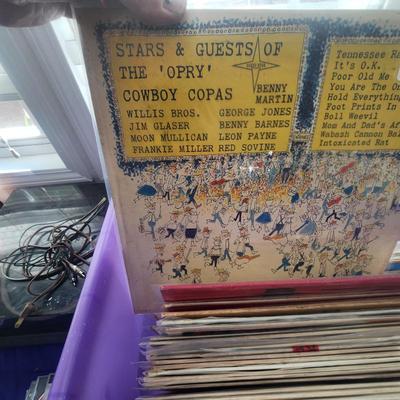 STARS & GUESTS OF
THE 'OPRY'
COWBOY COPAS
BENNY
MARTIN
WILLIS BROS. GEORGE JONES
JIM GLASER BENNY BARNES
MOON MULLICAN LEON PAYNE
FRANKIE MILLER RED SOVINE
Tennessee
It's O.K.
Poor Old Me
You Are The
Hold Everything
Foot Prints In
Boll Weevil
Mom And Dad's
Wabash Cannon
Intoxicated Rat